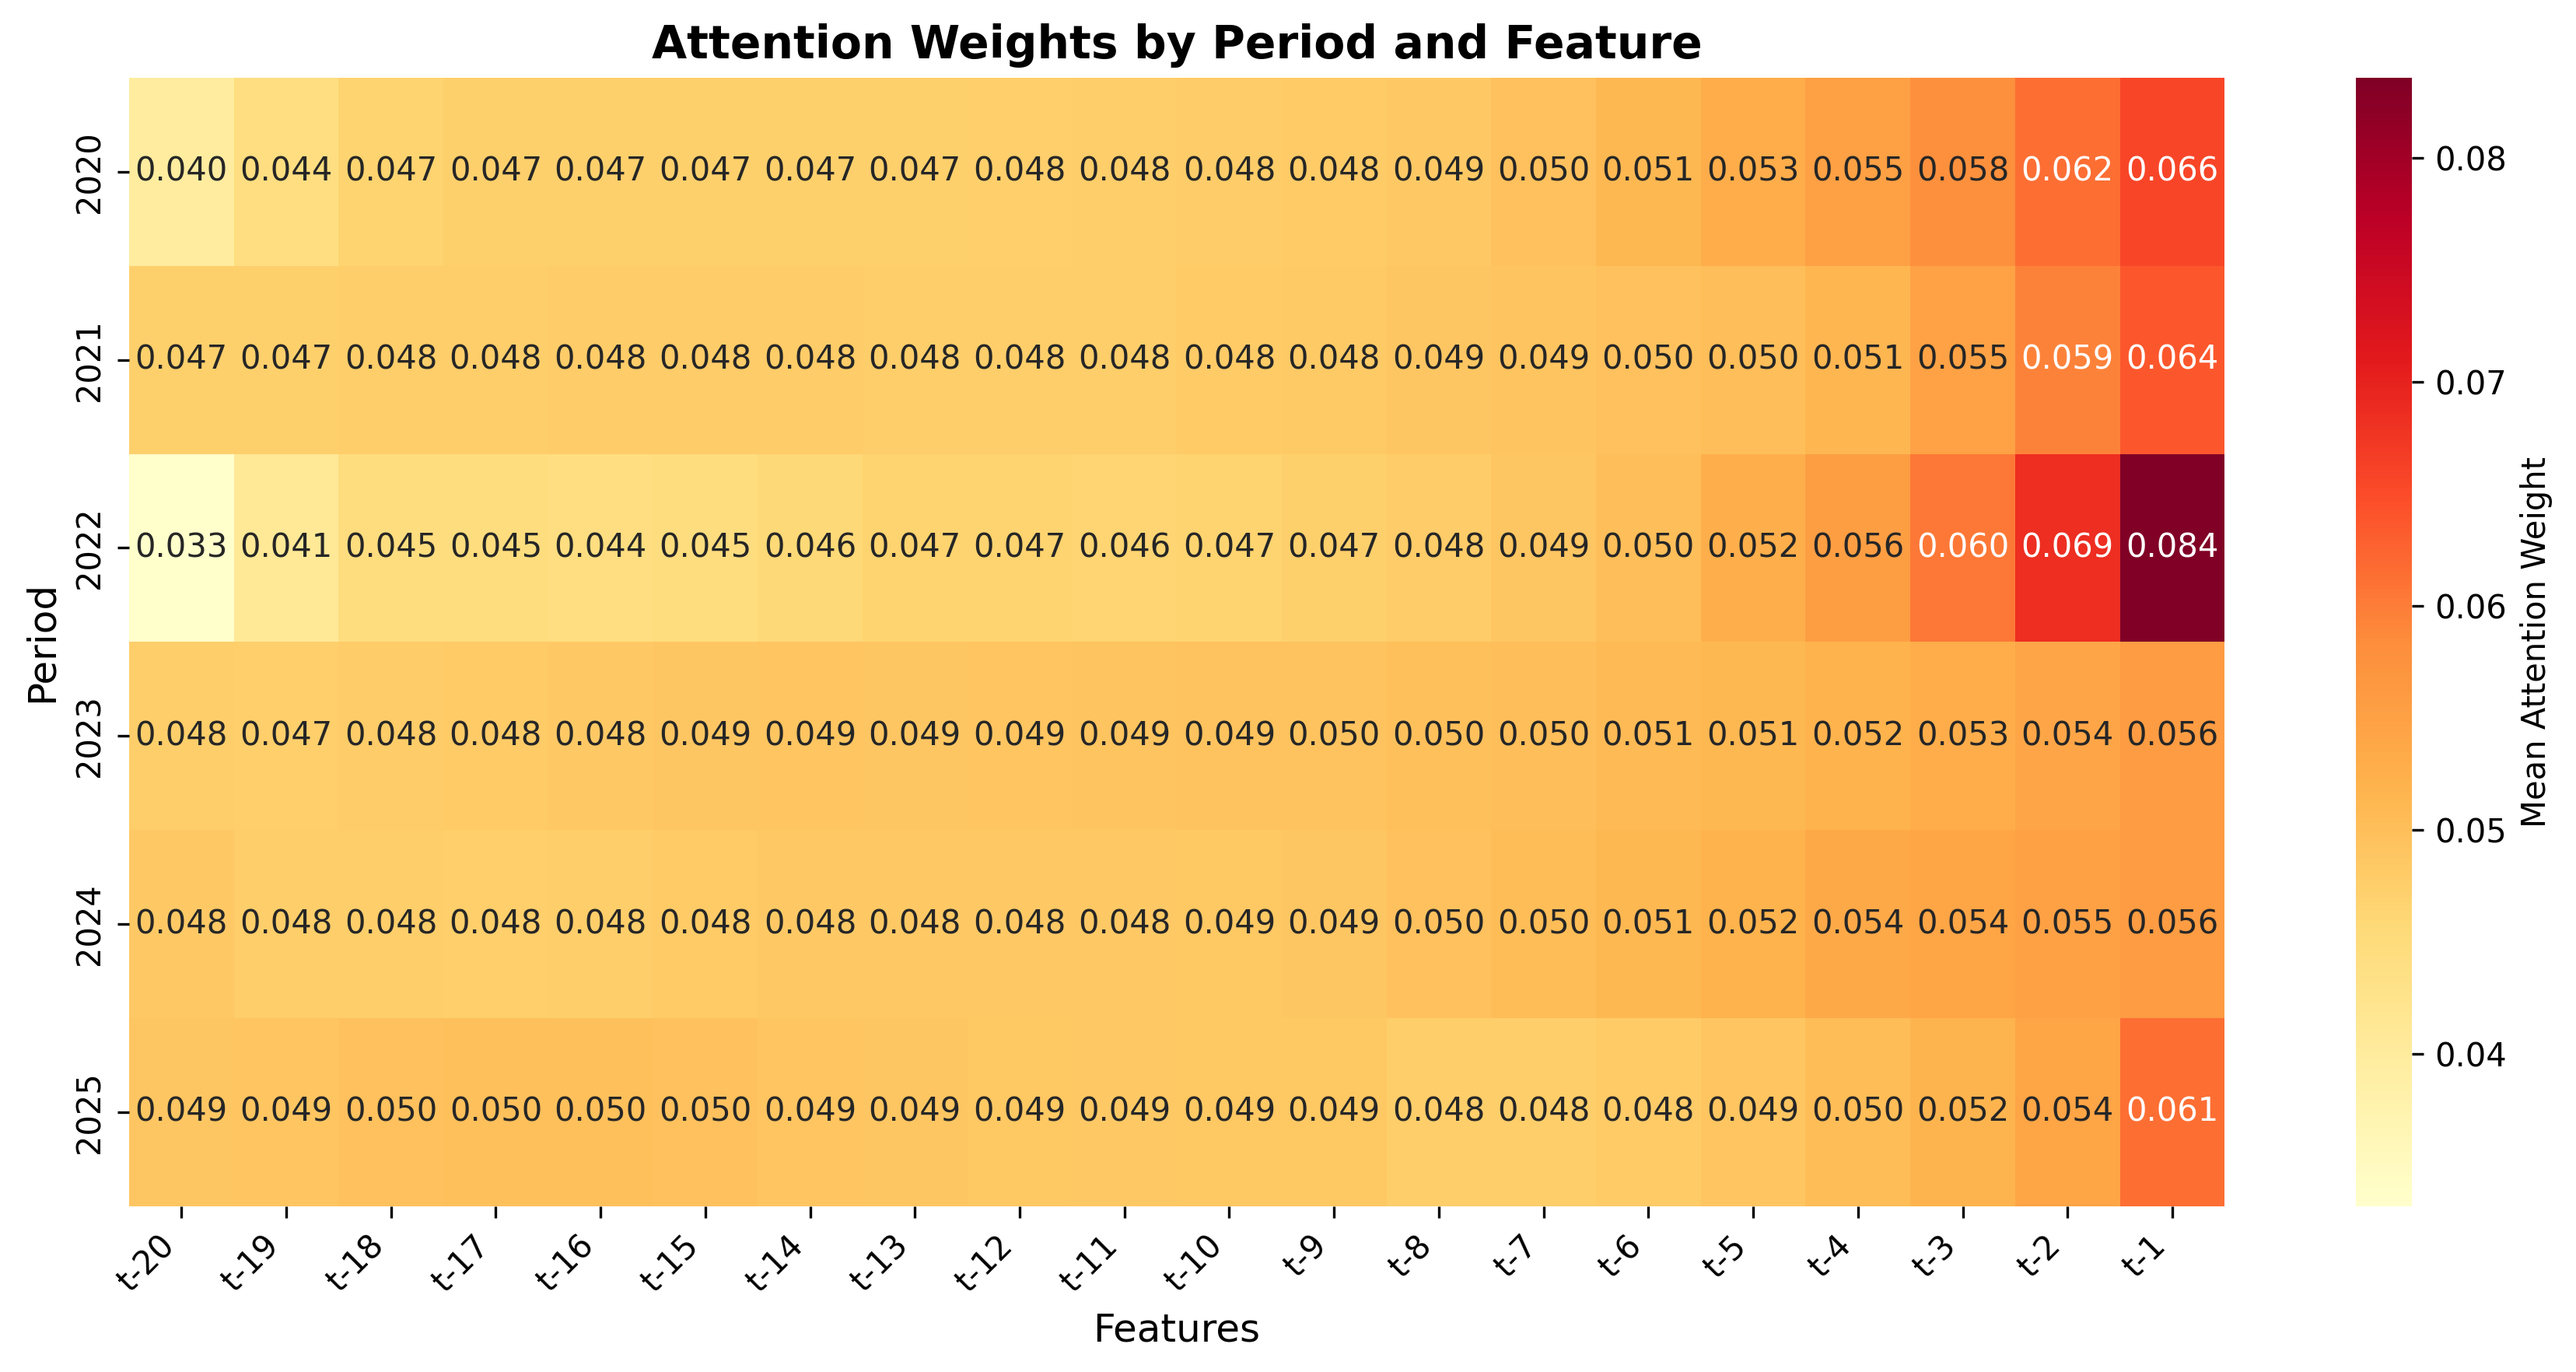 Attention Weights by Period and Feature
Period
2020 0.040 0.044 0.047 0.047 0.047 0.047 0.047 0.047 0.048 0.048 0.048 0.048 0.049 0.050 0.051 0.053 0.055 0.058 0.062 0.066
2021 0.047 0.047 0.048 0.048 0.048 0.048 0.048 0.048 0.048 0.048 0.048 0.048 0.049 0.049 0.050 0.050 0.051 0.055 0.059 0.064
2022 0.033 0.041 0.045 0.045 0.044 0.045 0.046 0.047 0.047 0.046 0.047 0.047 0.048 0.049 0.050 0.052 0.056 0.060 0.069 0.084
2023 0.048 0.047 0.048 0.048 0.048 0.049 0.049 0.049 0.049 0.049 0.049 0.050 0.050 0.050 0.051 0.051 0.052 0.053 0.054 0.056
2024 0.048 0.048 0.048 0.048 0.048 0.048 0.048 0.048 0.048 0.048 0.049 0.049 0.050 0.050 0.051 0.052 0.054 0.054 0.055 0.056
2025 0.049 0.049 0.050 0.050 0.050 0.050 0.049 0.049 0.049 0.049 0.049 0.049 0.048 0.048 0.048 0.049 0.050 0.052 0.054 0.061
t-20 t-19 t-18 t-17 t-16 t-15 t-14 t-13 t-12 t-11 t-10 t-9 t-8 t-7 t-6 t-5 t-4 t-3 t-2 t-1
Features
0.08
0.07
0.06
0.05
0.04
Mean Attention Weight